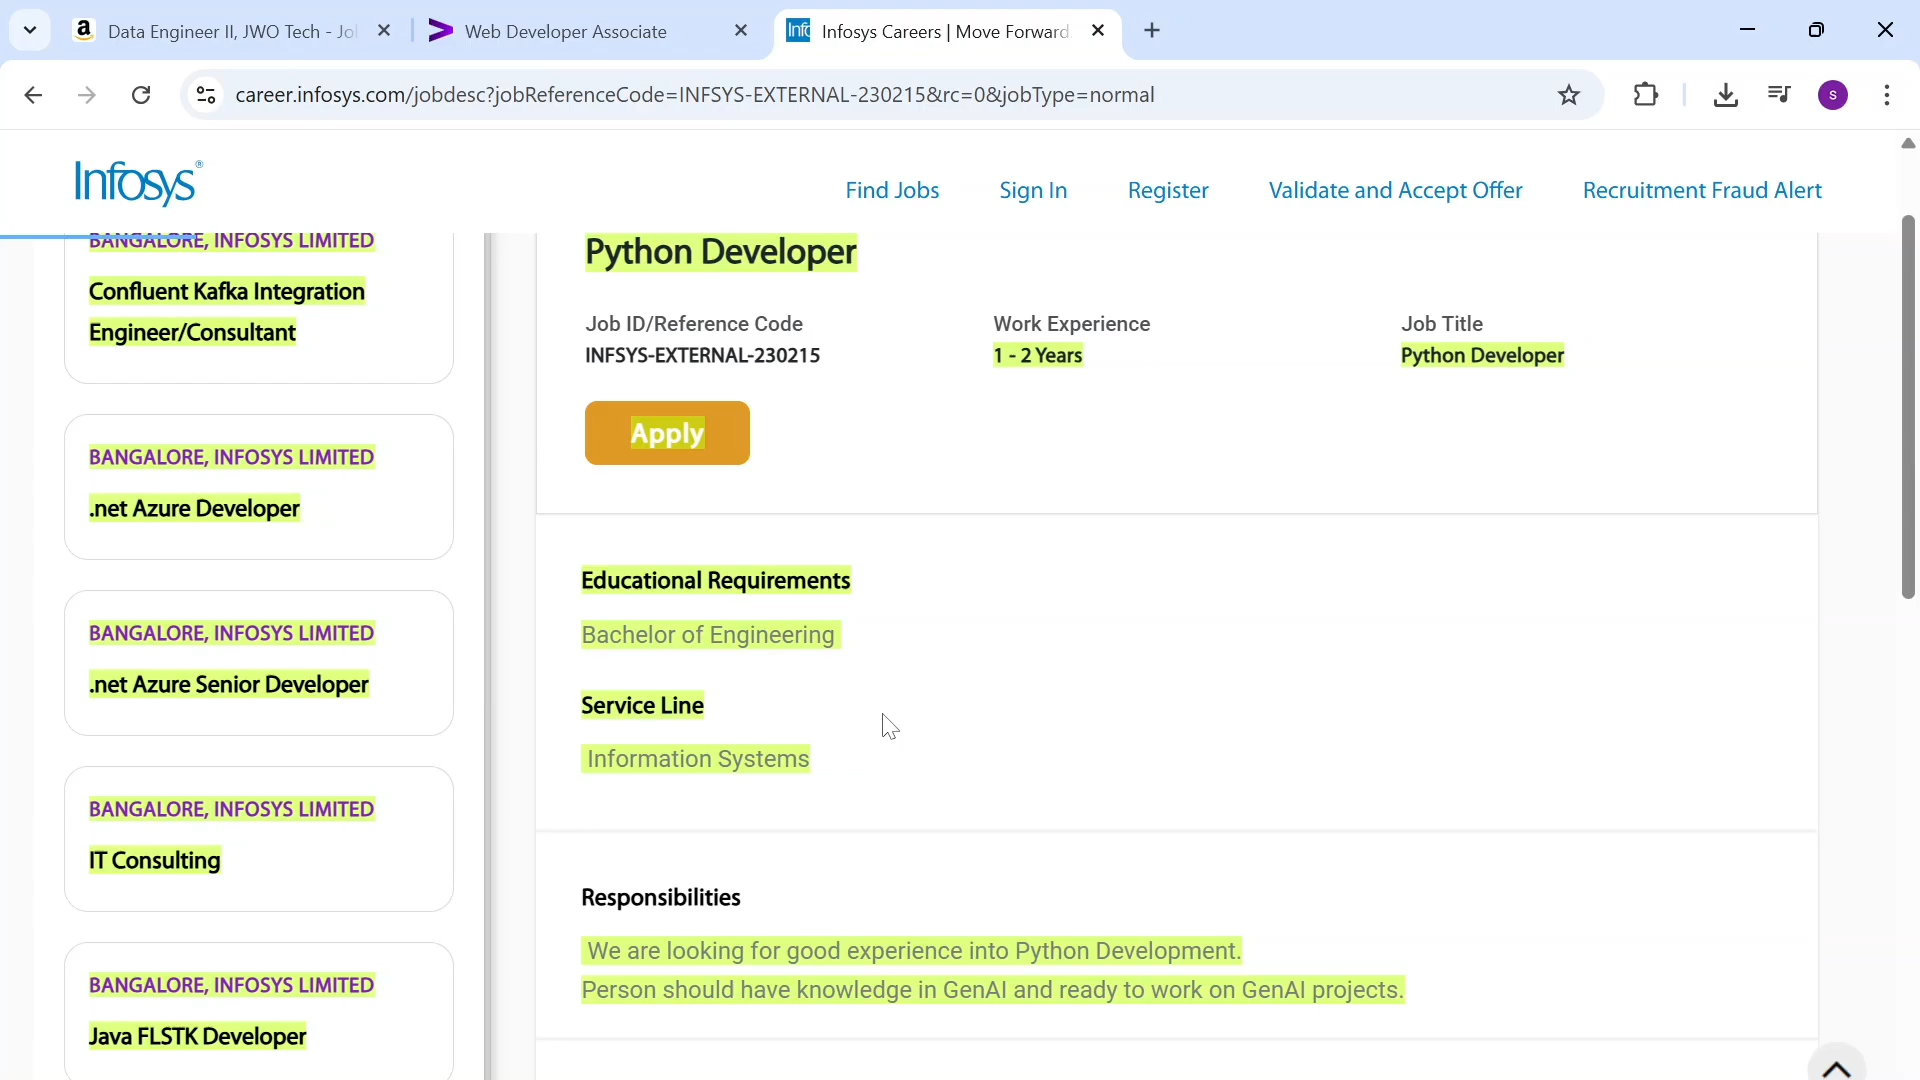 Data Engineer II, JWO Tech - Jo
Web Developer Associate
Infosys Careers | Move Forward
career.infosys.com/jobdesc?jobReferenceCode=INFSYS-EXTERNAL-230215&rc=0&jobType=normal
s
Infosys®
Find Jobs
Sign In
Register
Validate and Accept Offer
Recruitment Fraud Alert
BANGALORE, INFOSYS LIMITED
Confluent Kafka Integration
Engineer/Consultant
BANGALORE, INFOSYS LIMITED
.net Azure Developer
BANGALORE, INFOSYS LIMITED
.net Azure Senior Developer
BANGALORE, INFOSYS LIMITED
IT Consulting
BANGALORE, INFOSYS LIMITED
Java FLSTK Developer
Python Developer
Job ID/Reference Code
INFSYS-EXTERNAL-230215
Work Experience
1 - 2 Years
Job Title
Python Developer
Apply
Educational Requirements
Bachelor of Engineering
Service Line
Information Systems
Responsibilities
We are looking for good experience into Python Development.
Person should have knowledge in GenAI and ready to work on GenAI projects.